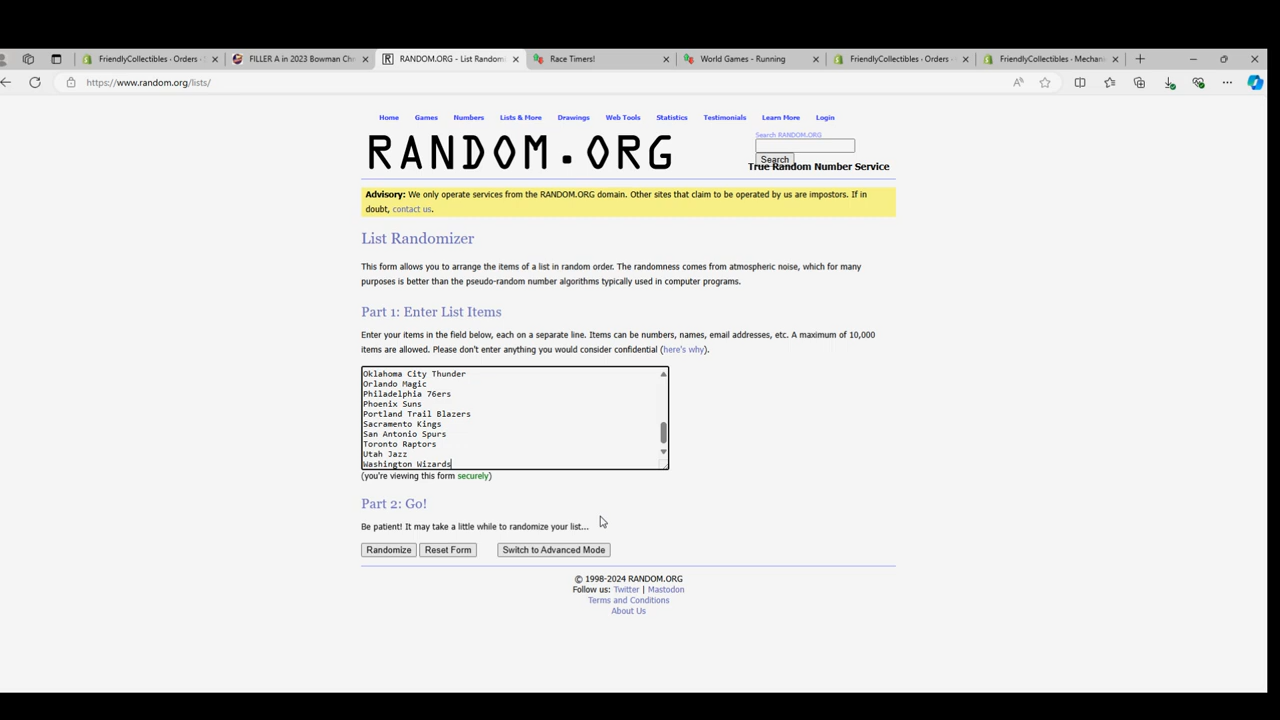 FriendlyCollectibles · Orders ·
FILLER A in 2023 Bowman Chr
RANDOM.ORG - List Randomi
Race Timers!
World Games - Running
FriendlyCollectibles · Orders ·
FriendlyCollectibles · Mechani
https://www.random.org/lists/
Home Games Numbers Lists & More Drawings Web Tools Statistics Testimonials Learn More Login
RANDOM.ORG
Search RANDOM.ORG
Search
True Random Number Service
Advisory: We only operate services from the RANDOM.ORG domain. Other sites that claim to be operated by us are impostors. If in
doubt, contact us.
List Randomizer
This form allows you to arrange the items of a list in random order. The randomness comes from atmospheric noise, which for many
purposes is better than the pseudo-random number algorithms typically used in computer programs.
Part 1: Enter List Items
Enter your items in the field below, each on a separate line. Items can be numbers, names, email addresses, etc. A maximum of 10,000
items are allowed. Please don't enter anything you would consider confidential (here's why).
Oklahoma City Thunder
Orlando Magic
Philadelphia 76ers
Phoenix Suns
Portland Trail Blazers
Sacramento Kings
San Antonio Spurs
Toronto Raptors
Utah Jazz
Washington Wizards
(you're viewing this form securely)
Part 2: Go!
Be patient! It may take a little while to randomize your list...
Randomize Reset Form Switch to Advanced Mode
© 1998-2024 RANDOM.ORG
Follow us: Twitter | Mastodon
Terms and Conditions
About Us